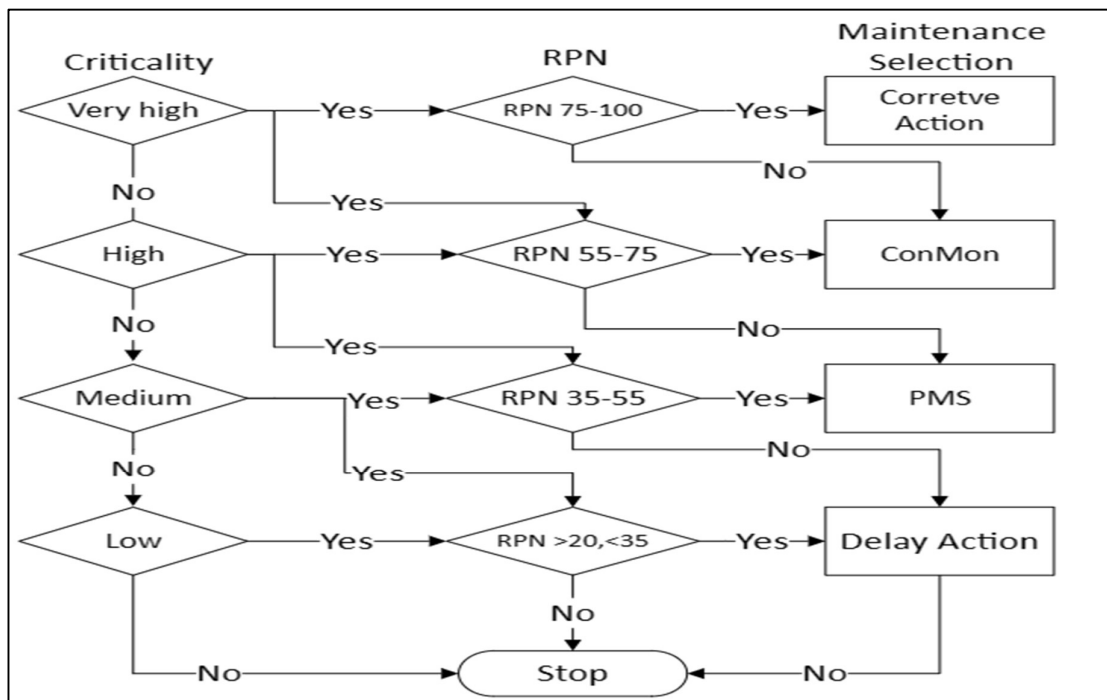 Criticality
RPN
Maintenance
Selection
Very high
Yes
RPN 75-100
Yes
Corretve
Action
No
No
Yes
High
Yes
RPN 55-75
Yes
ConMon
No
No
Yes
Medium
Yes
RPN 35-55
Yes
PMS
No
Yes
No
Low
Yes
RPN >20,<35
Yes
Delay Action
No
No
Stop
No